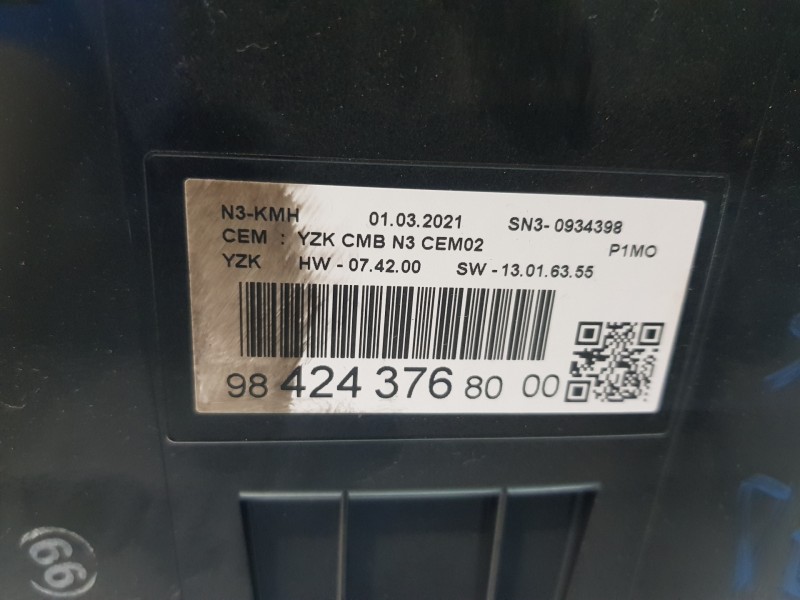 N3-KMH 01.03.2021 SN3- 0934398
CEM : YZK CMB N3 CEM02 P1MO
YZK HW - 07.42.00 SW - 13.01.63.55
98 424 376 80 00
66